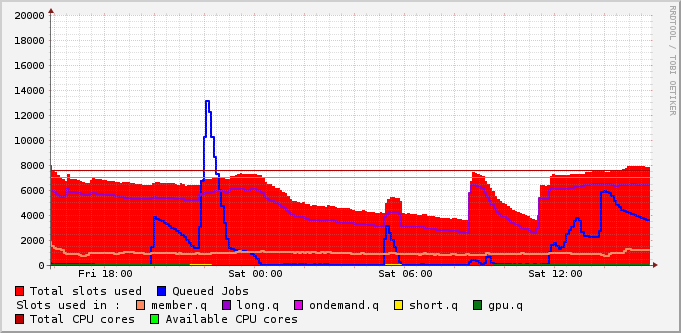 20000
18000
16000
14000
12000
10000
8000
6000
4000
2000
0
Fri 18:00 Sat 00:00 Sat 06:00 Sat 12:00
Total slots used Queued Jobs
Slots used in : member.q long.q ondemand.q short.q gpu.q
Total CPU cores Available CPU cores
RRDTOOL / TOBI OETIKER